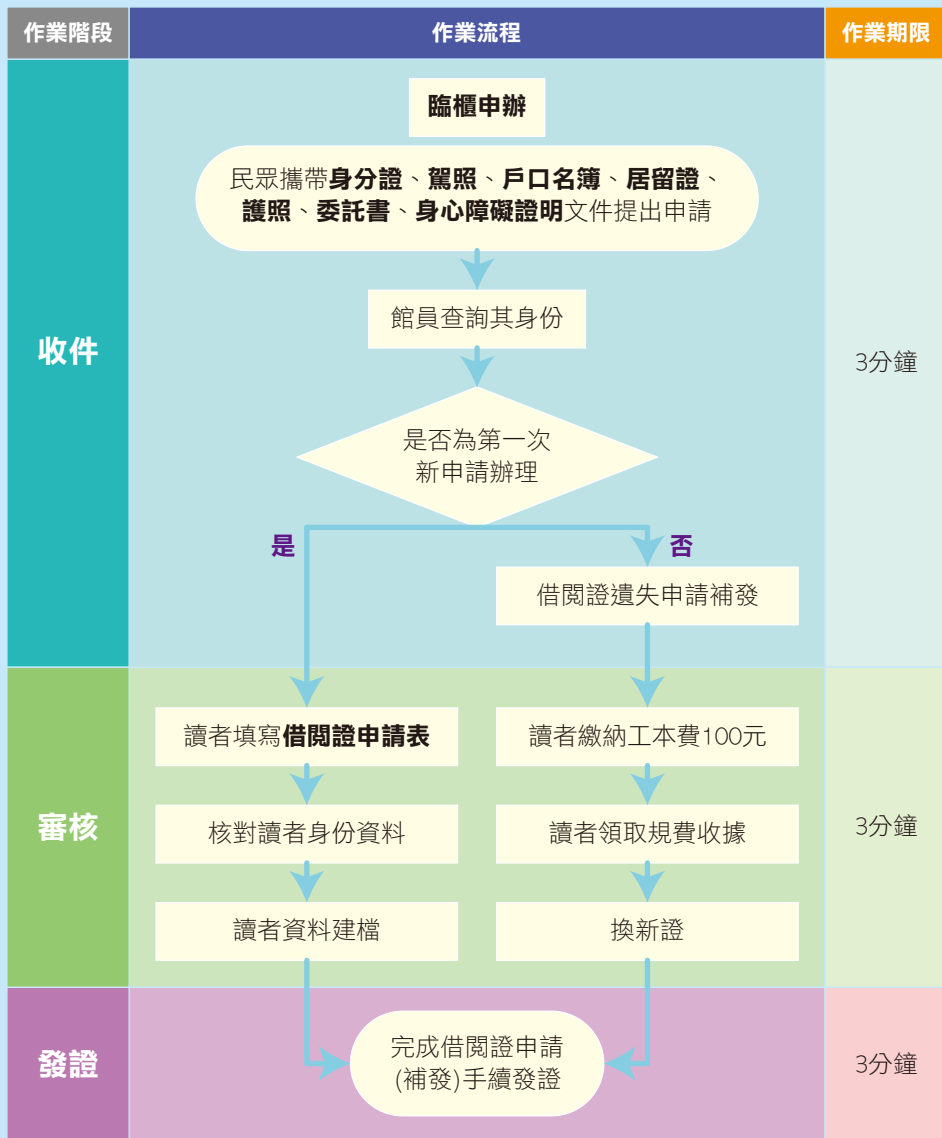 作業階段
作業流程
作業期限
臨櫃申辦
民眾攜帶身分證、駕照、戶口名簿、居留證、
護照、委託書、身心障礙證明文件提出申請
館員查詢其身份
收件
3分鐘
是否為第一次
新申請辦理
是
否
借閱證遺失申請補發
讀者填寫借閱證申請表
讀者繳納工本費100元
審核
核對讀者身份資料
讀者領取規費收據
3分鐘
讀者資料建檔
換新證
發證
完成借閱證申請
(補發)手續發證
3分鐘